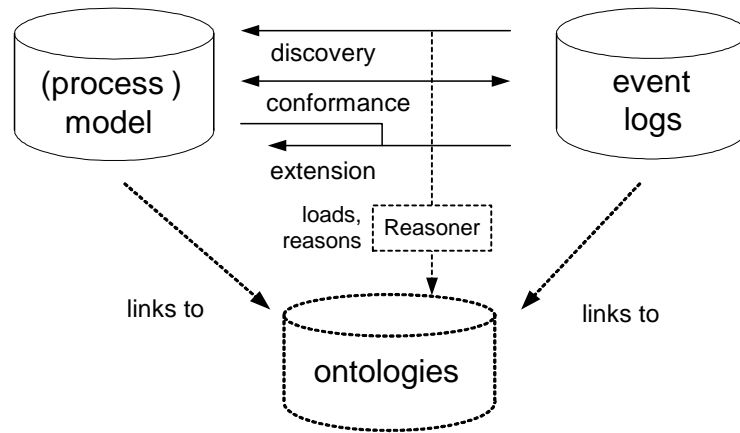 (process )
model
discovery
conformance
extension
event
logs
loads,
reasons
Reasoner
links to
links to
ontologies